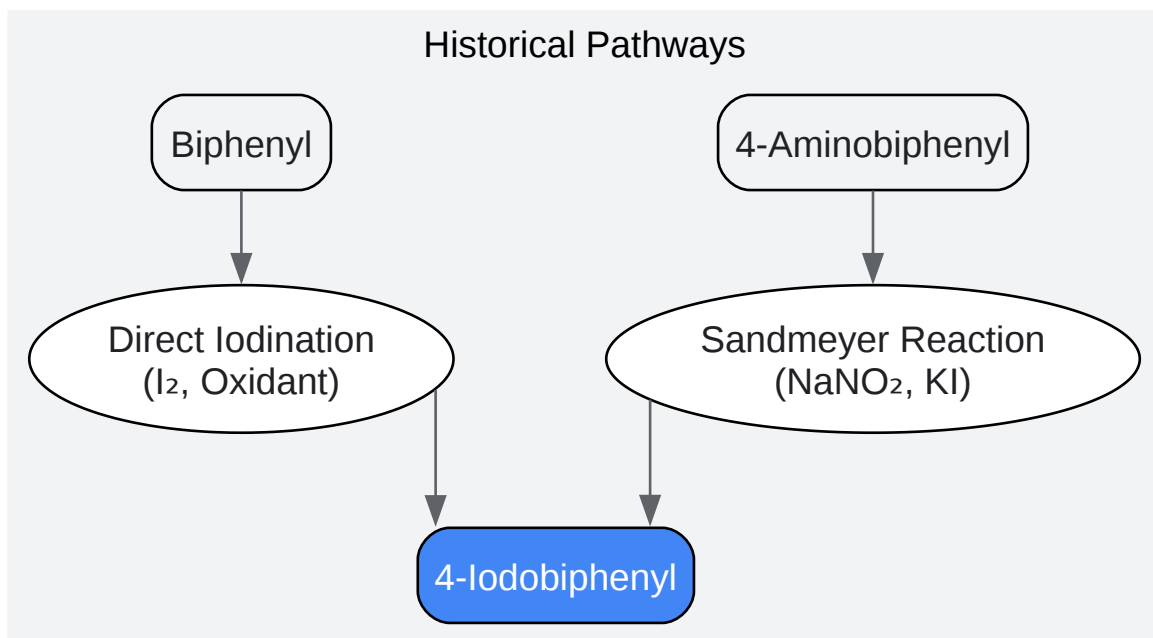 Historical Pathways
Biphenyl
4-Aminobiphenyl
Direct Iodination
(I₂, Oxidant)
Sandmeyer Reaction
(NaNO₂, KI)
4-Iodobiphenyl